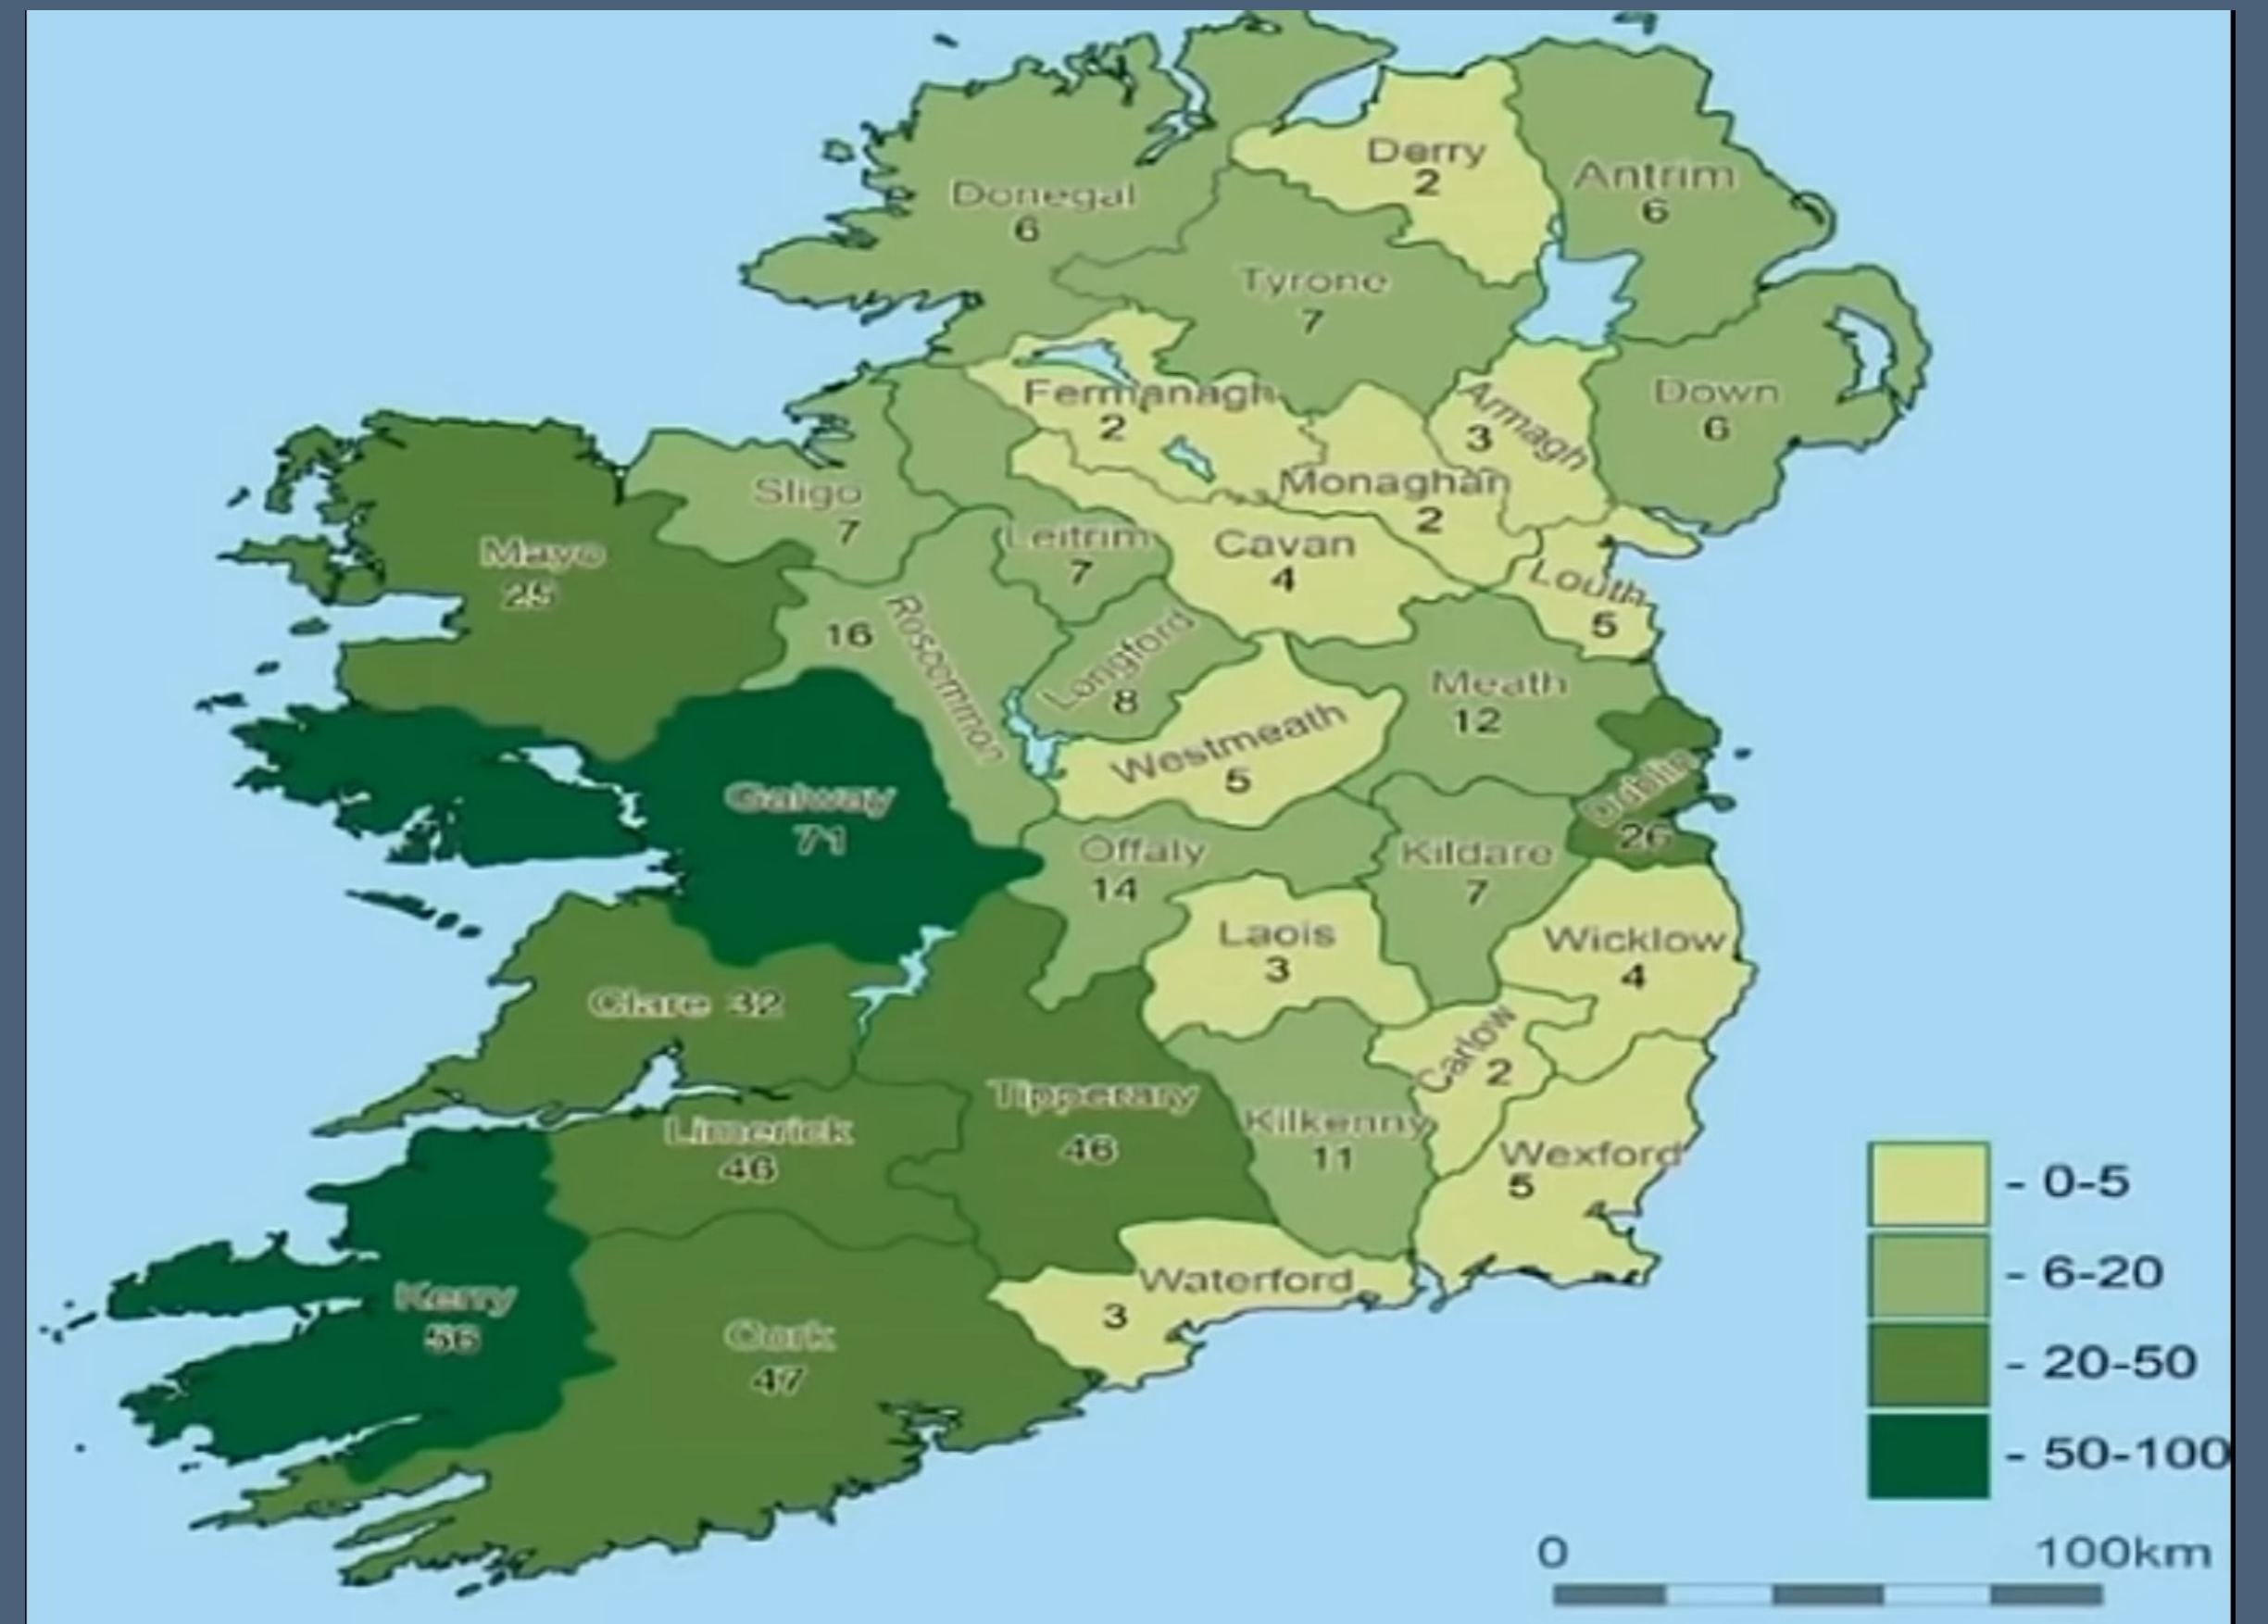 Derry
2
Antrim
6
Donegal
6
Tyrone
7
Fermanagh
2
Armagh
3
Down
6
Monaghan
2
Sligo
7
Leitrim
7
Cavan
4
Louth
5
Mayo
25
Roscommon
16
Longford
8
Meath
12
Westmeath
5
Dublin
26
Galway
71
Offaly
14
Kildare
7
Laois
3
Wicklow
4
Clare 32
Carlow
2
Tipperary
46
Limerick
46
Kilkenny
11
Wexford
5
Waterford
3
Kerry
56
Cork
47
- 0-5
- 6-20
- 20-50
- 50-100
0 100km